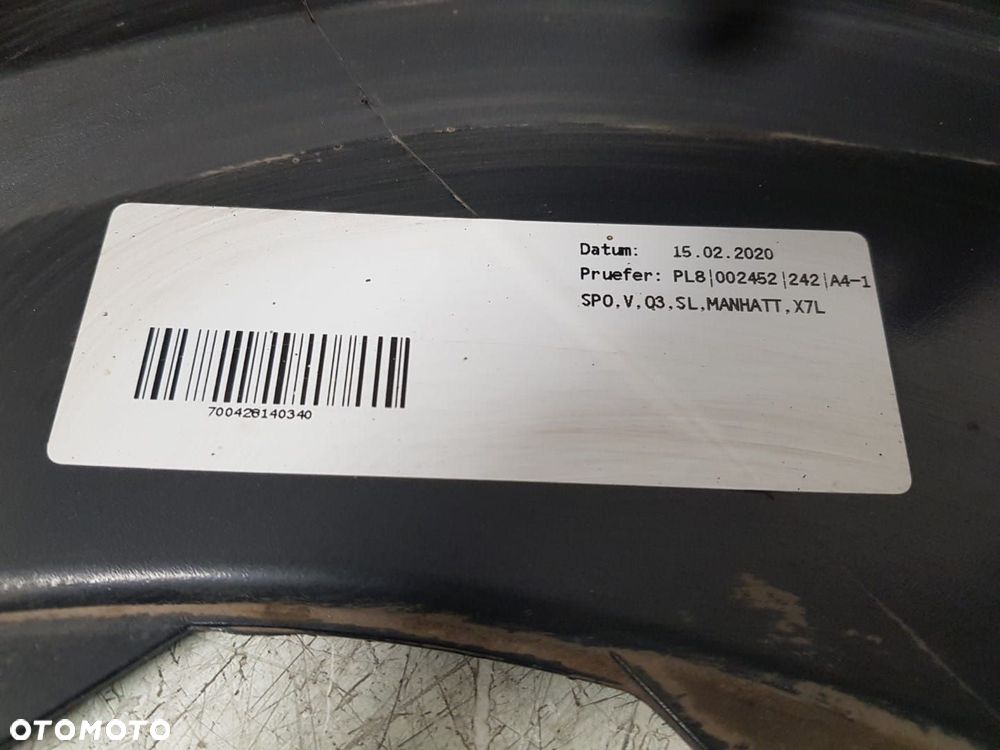 Datum: 15.02.2020
Pruefer: PL8|002452|242|A4-1
SPO,V,Q3,SL,MANHATT,X7L
700428140340
OTOMOTO